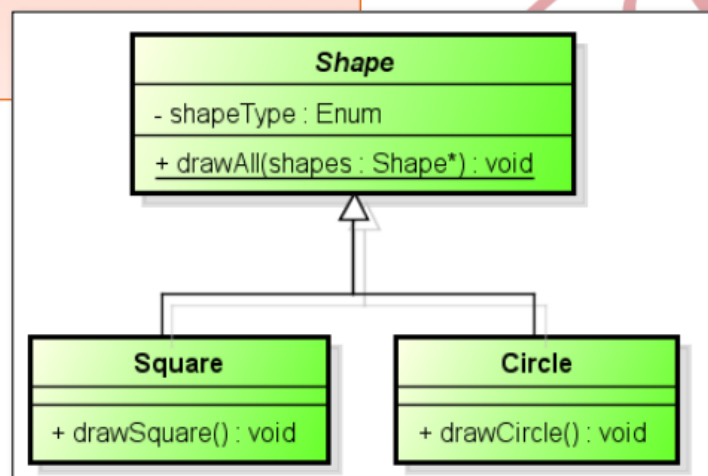 Shape
- shapeType : Enum
+ drawAll(shapes : Shape*) : void
Square
+ drawSquare() : void
Circle
+ drawCircle() : void